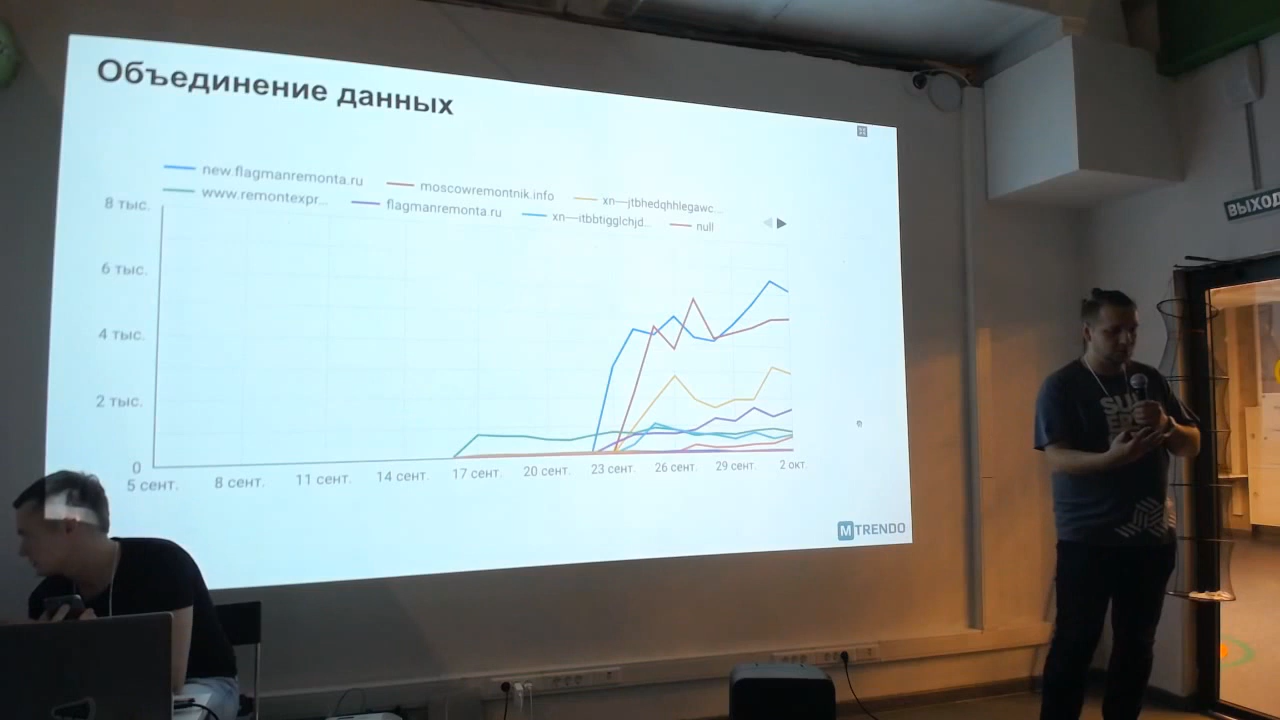 Объединение данных
new.flagmanremonta.ru
moscowremontnik.info
xn—jtbhedqhhlegawc...
www.remontexpr...
flagmanremonta.ru
xn—itbbtigglchjd...
null
8 тыс.
6 тыс.
4 тыс.
2 тыс.
0
5 сент. 8 сент. 11 сент. 14 сент. 17 сент. 20 сент. 23 сент. 26 сент. 29 сент. 2 окт.
M TRENDO
ВЫХОД